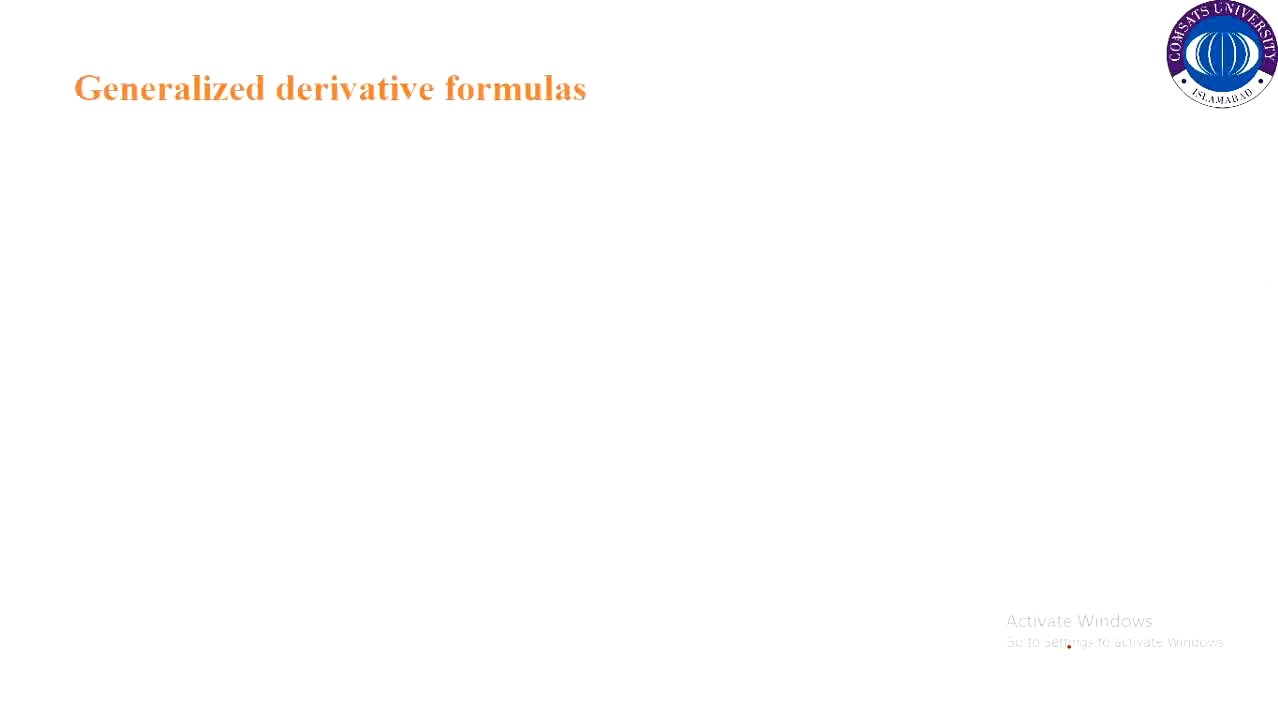 COMSATS UNIVERSITY
ISLAMABAD
Generalized derivative formulas
Activate Windows
Go to Settings to activate Windows